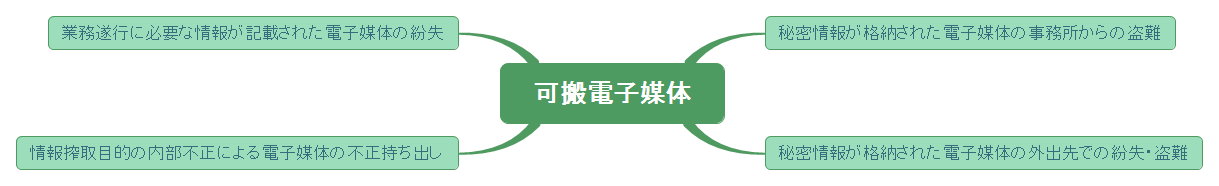 業務遂行に必要な情報が記載された電子媒体の紛失
秘密情報が格納された電子媒体の事務所からの盗難
可搬電子媒体
情報搾取目的の内部不正による電子媒体の不正持ち出し
秘密情報が格納された電子媒体の外出先での紛失・盗難